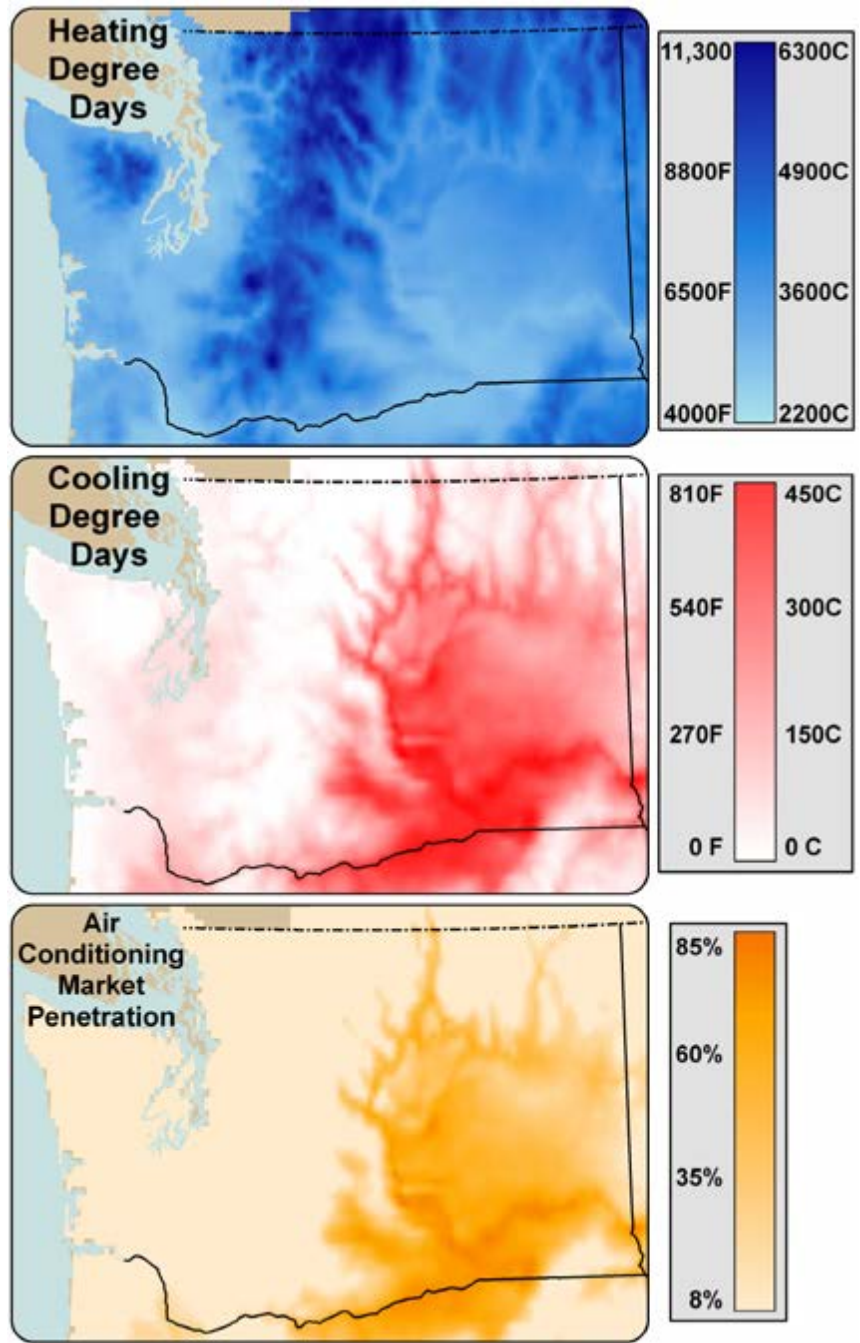 Heating
Degree
Days
11,300 6300C
8800F 4900C
6500F 3600C
4000F 2200C
Cooling
Degree
Days
810F 450C
540F 300C
270F 150C
0 F 0 C
Air
Conditioning
Market
Penetration
85%
60%
35%
8%